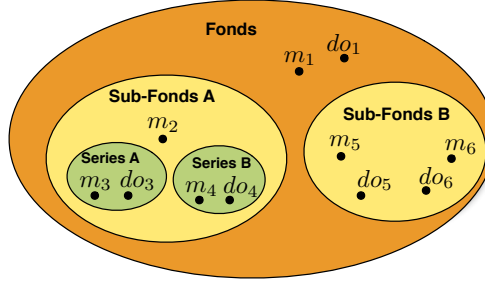 Fonds
m₁ do₁
Sub-Fonds A
m₂
Series A
m₃ do₃
Series B
m₄ do₄
Sub-Fonds B
m₅ m₆
do₅ do₆